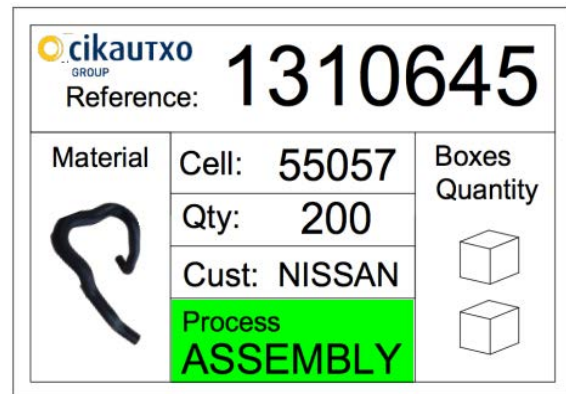 cikautxo
GROUP
Reference: 1310645
Material
Cell: 55057
Qty: 200
Cust: NISSAN
Process
ASSEMBLY
Boxes
Quantity